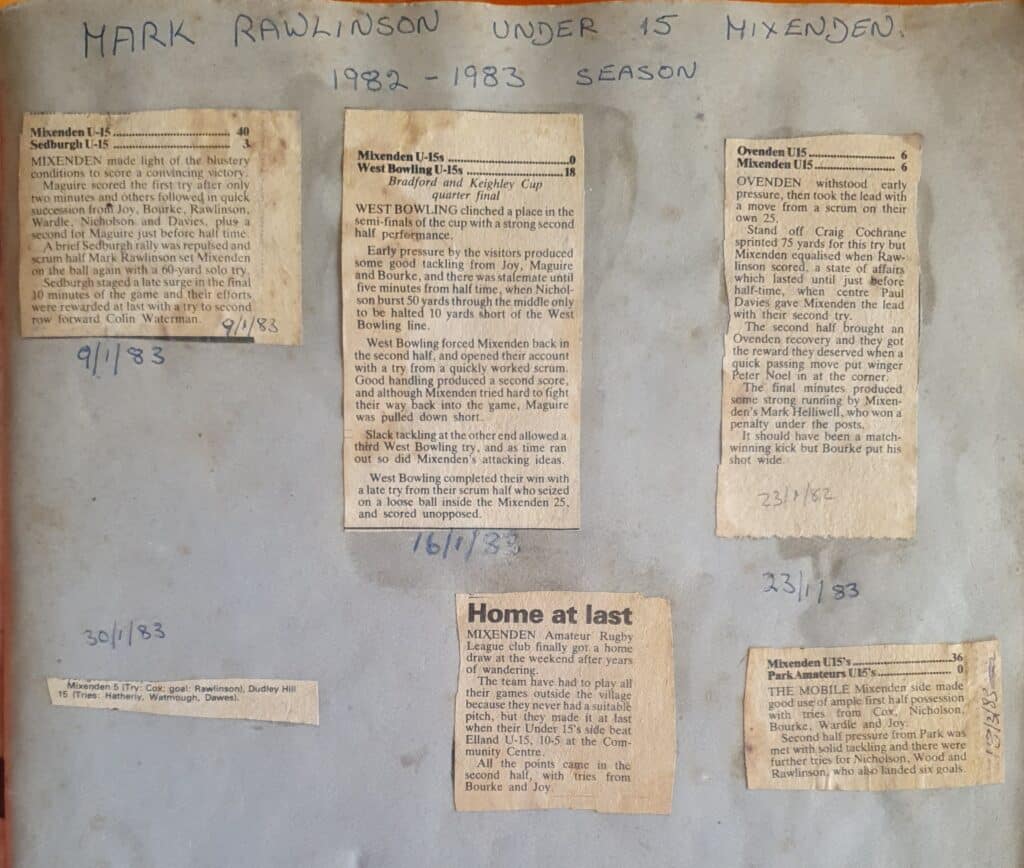 MARK RAWLINSON UNDER 15 MIXENDEN.
1982 - 1983 SEASON
Mixenden U-15 ........................................ 40
Sedburgh U-15 ........................................ 3
MIXENDEN made light of the blustery
conditions to score a convincing victory.
Maguire scored the first try after only
two minutes and others followed in quick
succession from Joy, Bourke, Rawlinson,
Wardle, Nicholson and Davies, plus a
second for Maguire just before half time.
A brief Sedburgh rally was repulsed and
scrum half Mark Rawlinson set Mixenden
on the ball again with a 60-yard solo try.
Sedburgh staged a late surge in the final
10 minutes of the game and their efforts
were rewarded at last with a try to second
row forward Colin Waterman.
9/1/83
9/1/83
Mixenden U-15s ........................................ 0
West Bowling U-15s ........................................ 18
Bradford and Keighley Cup
quarter final
WEST BOWLING clinched a place in the
semi-finals of the cup with a strong second
half performance.
Early pressure by the visitors produced
some good tackling from Joy, Maguire
and Bourke, and there was stalemate until
five minutes from half time, when Nichol-
son burst 50 yards through the middle only
to be halted 10 yards short of the West
Bowling line.
West Bowling forced Mixenden back in
the second half, and opened their account
with a try from a quickly worked scrum.
Good handling produced a second score,
and although Mixenden tried hard to fight
their way back into the game, Maguire
was pulled down short.
Slack tackling at the other end allowed a
third West Bowling try, and as time ran
out so did Mixenden's attacking ideas.
West Bowling completed their win with
a late try from their scrum half who seized
on a loose ball inside the Mixenden 25,
and scored unopposed.
16/1/83
Ovenden U15 ........................................ 6
Mixenden U15 ........................................ 6
OVENDEN withstood early
pressure, then took the lead with
a move from a scrum on their
own 25.
Stand off Craig Cochrane
sprinted 75 yards for this try but
Mixenden equalised when Raw-
linson scored, a state of affairs
which lasted until just before
half-time, when centre Paul
Davies gave Mixenden the lead
with their second try.
The second half brought an
Ovenden recovery and they got
the reward they deserved when a
quick passing move put winger
Peter Noel in at the corner.
The final minutes produced
some strong running by Mixen-
den's Mark Helliwell, who won a
penalty under the posts.
It should have been a match-
winning kick but Bourke put his
shot wide.
23/1/82
23/1/83
30/1/83
Mixenden 5 (Try: Cox; goal: Rawlinson), Dudley Hill
15 (Tries: Hatherly, Watmough, Dawes).
Home at last
MIXENDEN Amateur Rugby
League club finally got a home
draw at the weekend after years
of wandering.
The team have had to play all
their games outside the village
because they never had a suitable
pitch, but they made it at last
when their Under 15's side beat
Elland U-15, 10-5 at the Com-
munity Centre.
All the points came in the
second half, with tries from
Bourke and Joy.
Mixenden U15's ........................................ 36
Park Amateurs U15's ........................................ 0
THE MOBILE Mixenden side made
good use of ample first half possession
with tries from Cox, Nicholson,
Bourke, Wardle and Joy.
Second half pressure from Park was
met with solid tackling and there were
further tries for Nicholson, Wood and
Rawlinson, who also landed six goals.